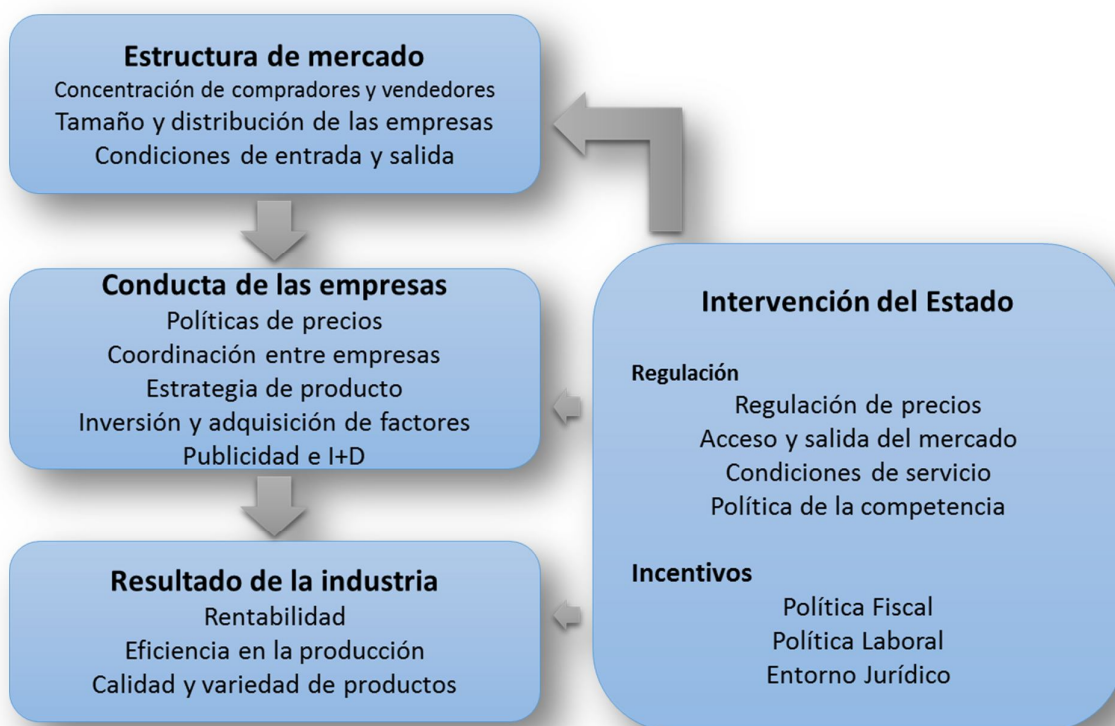 Estructura de mercado
Concentración de compradores y vendedores
Tamaño y distribución de las empresas
Condiciones de entrada y salida
Conducta de las empresas
Políticas de precios
Coordinación entre empresas
Estrategia de producto
Inversión y adquisición de factores
Publicidad e I+D
Resultado de la industria
Rentabilidad
Eficiencia en la producción
Calidad y variedad de productos
Intervención del Estado
Regulación
Regulación de precios
Acceso y salida del mercado
Condiciones de servicio
Política de la competencia
Incentivos
Política Fiscal
Política Laboral
Entorno Jurídico